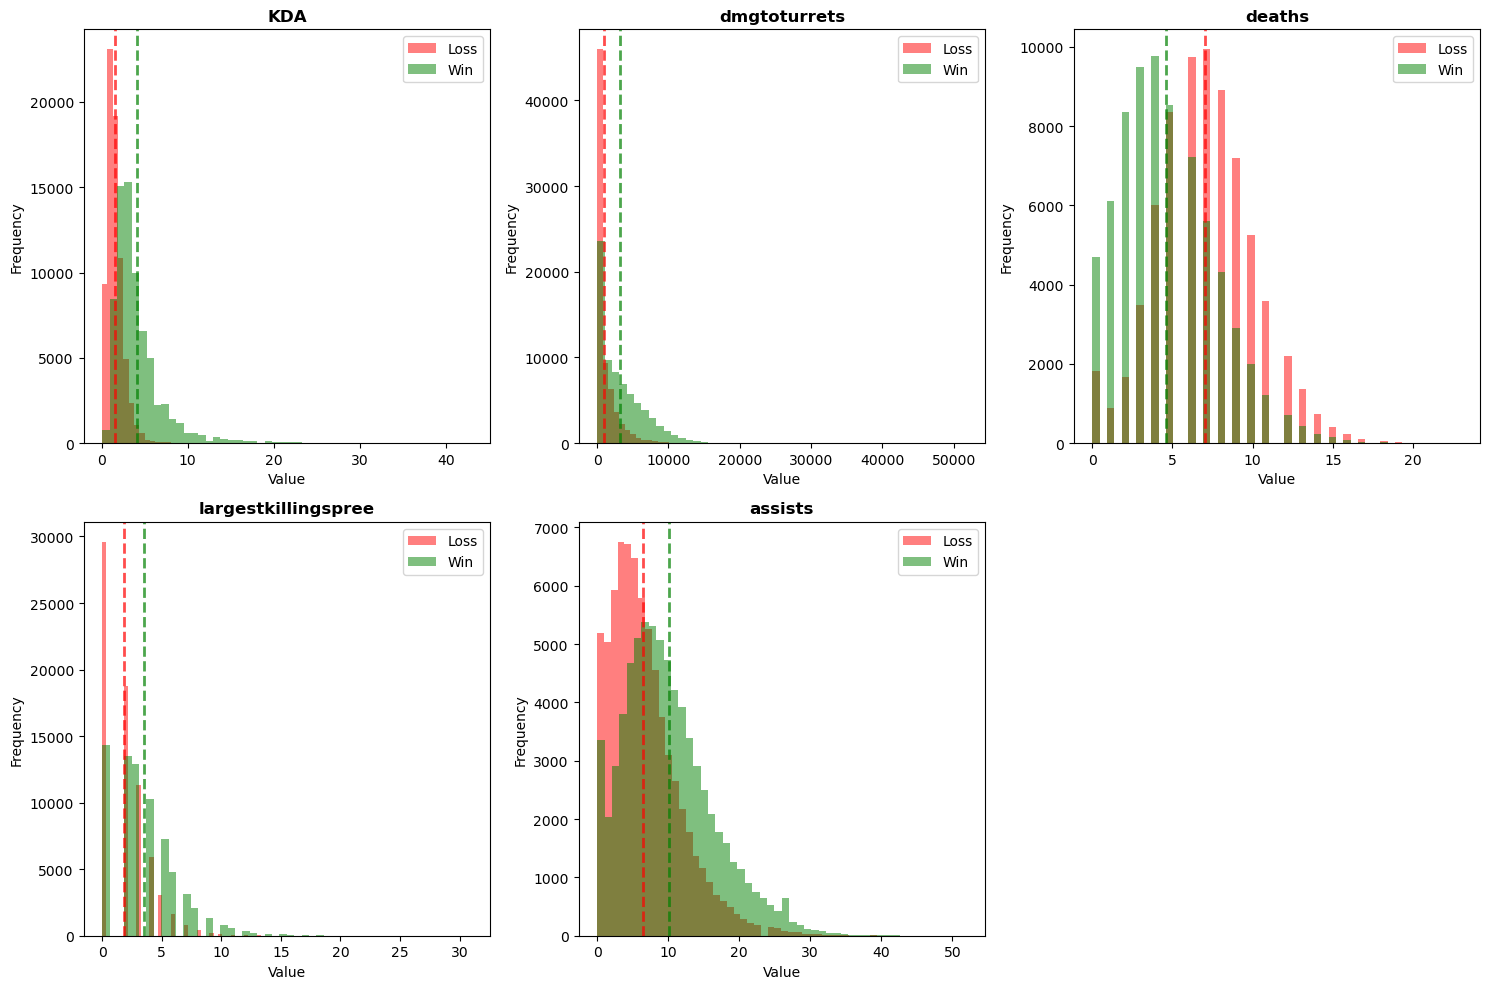 KDA
Loss
Win
Frequency
20000
15000
10000
5000
0
0 10 20 30 40
Value
dmgtoturrets
Loss
Win
Frequency
40000
30000
20000
10000
0
0 10000 20000 30000 40000 50000
Value
deaths
Loss
Win
Frequency
10000
8000
6000
4000
2000
0
0 5 10 15 20
Value
largestkillingspree
Loss
Win
Frequency
30000
25000
20000
15000
10000
5000
0
0 5 10 15 20 25 30
Value
assists
Loss
Win
Frequency
7000
6000
5000
4000
3000
2000
1000
0
0 10 20 30 40 50
Value